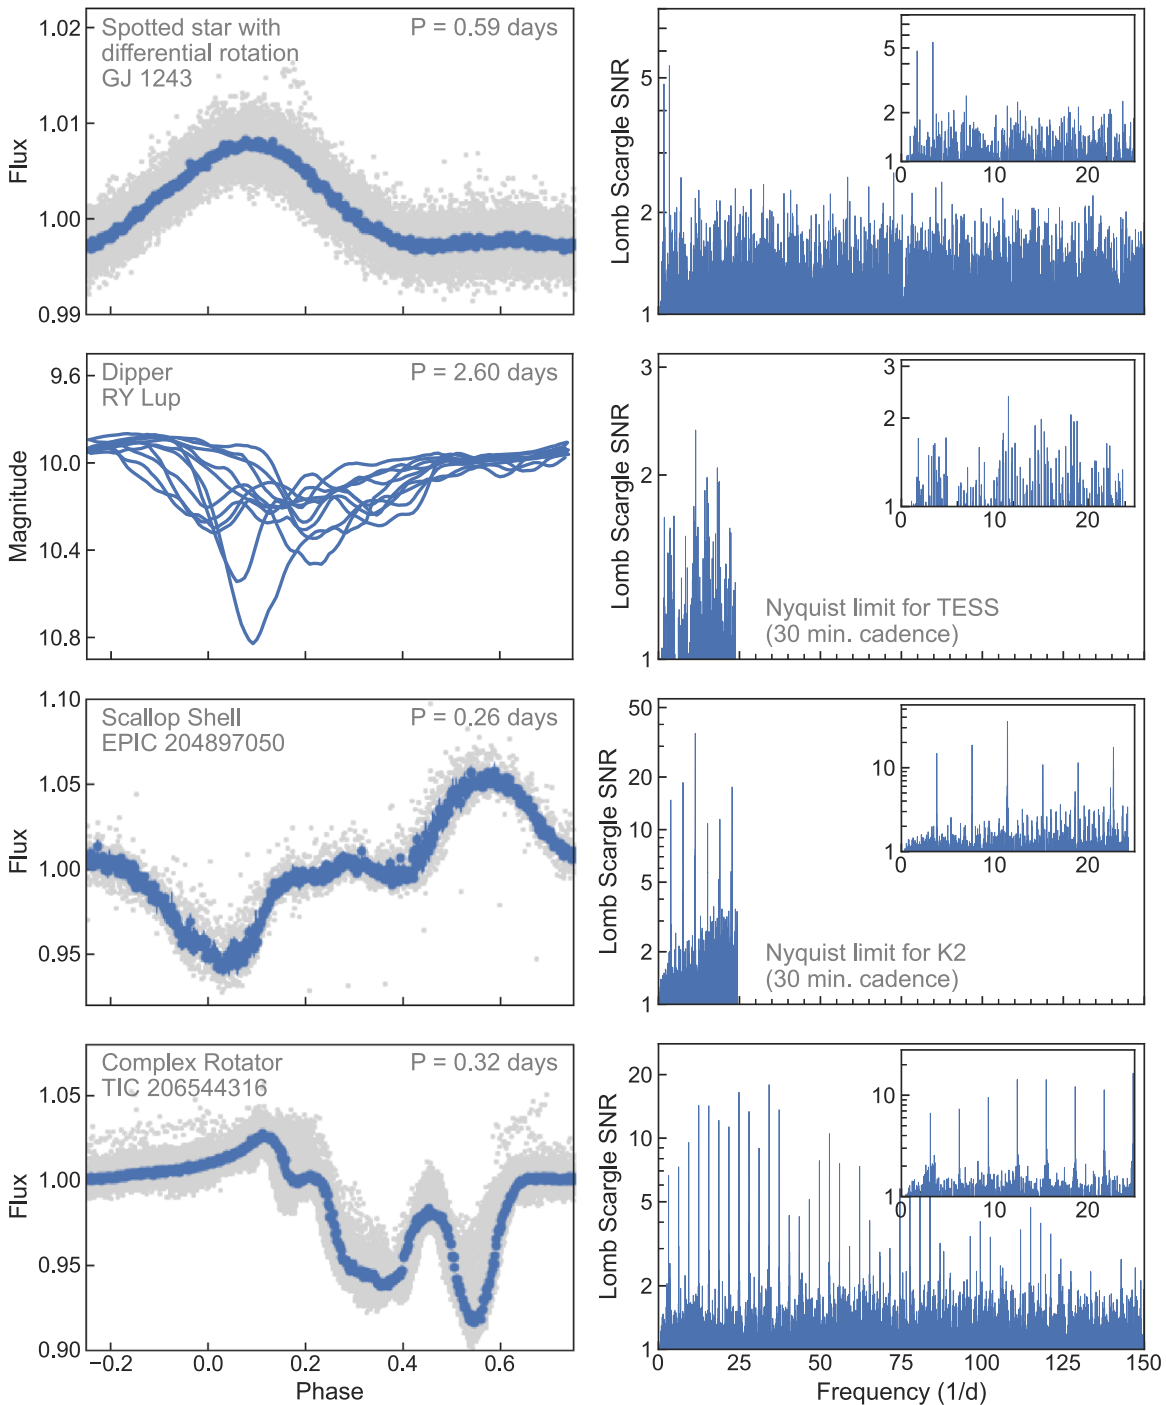 1.02
1.01
1.00
0.99
Flux
Spotted star with
differential rotation
GJ 1243
P = 0.59 days
5
2
1
Lomb Scargle SNR
5
2
1
0
10
20
9.6
10.0
10.4
10.8
Magnitude
Dipper
RY Lup
P = 2.60 days
3
2
1
Lomb Scargle SNR
3
2
1
0
10
20
Nyquist limit for TESS
(30 min. cadence)
1.10
1.05
1.00
0.95
Flux
Scallop Shell
EPIC 204897050
P = 0.26 days
50
20
10
5
2
1
Lomb Scargle SNR
10
1
0
10
20
Nyquist limit for K2
(30 min. cadence)
1.05
1.00
0.95
0.90
Flux
Complex Rotator
TIC 206544316
P = 0.32 days
−0.2
0.0
0.2
0.4
0.6
Phase
20
10
5
2
1
Lomb Scargle SNR
10
1
0
10
20
0
25
50
75
100
125
150
Frequency (1/d)